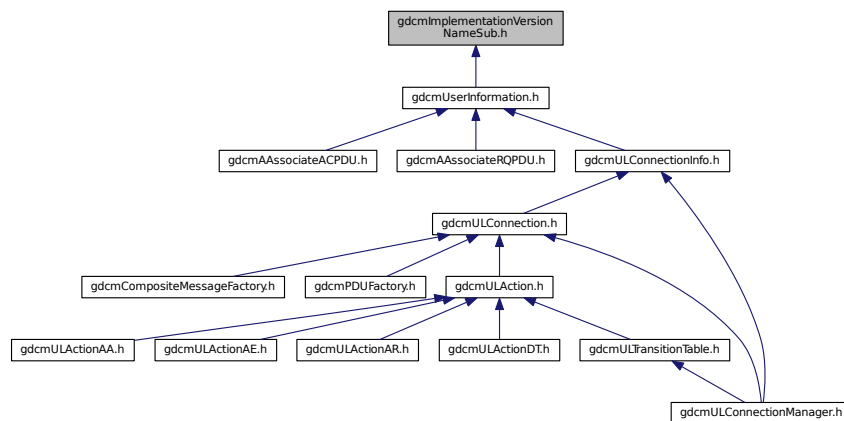 gdcmImplementationVersion
NameSub.h
gdcmUserInformation.h
gdcmAAssociateACPDU.h
gdcmAAssociateRQPDU.h
gdcmULConnectionInfo.h
gdcmULConnection.h
gdcmCompositeMessageFactory.h
gdcmPDUFactory.h
gdcmULAction.h
gdcmULActionAA.h
gdcmULActionAE.h
gdcmULActionAR.h
gdcmULActionDT.h
gdcmULTransitionTable.h
gdcmULConnectionManager.h